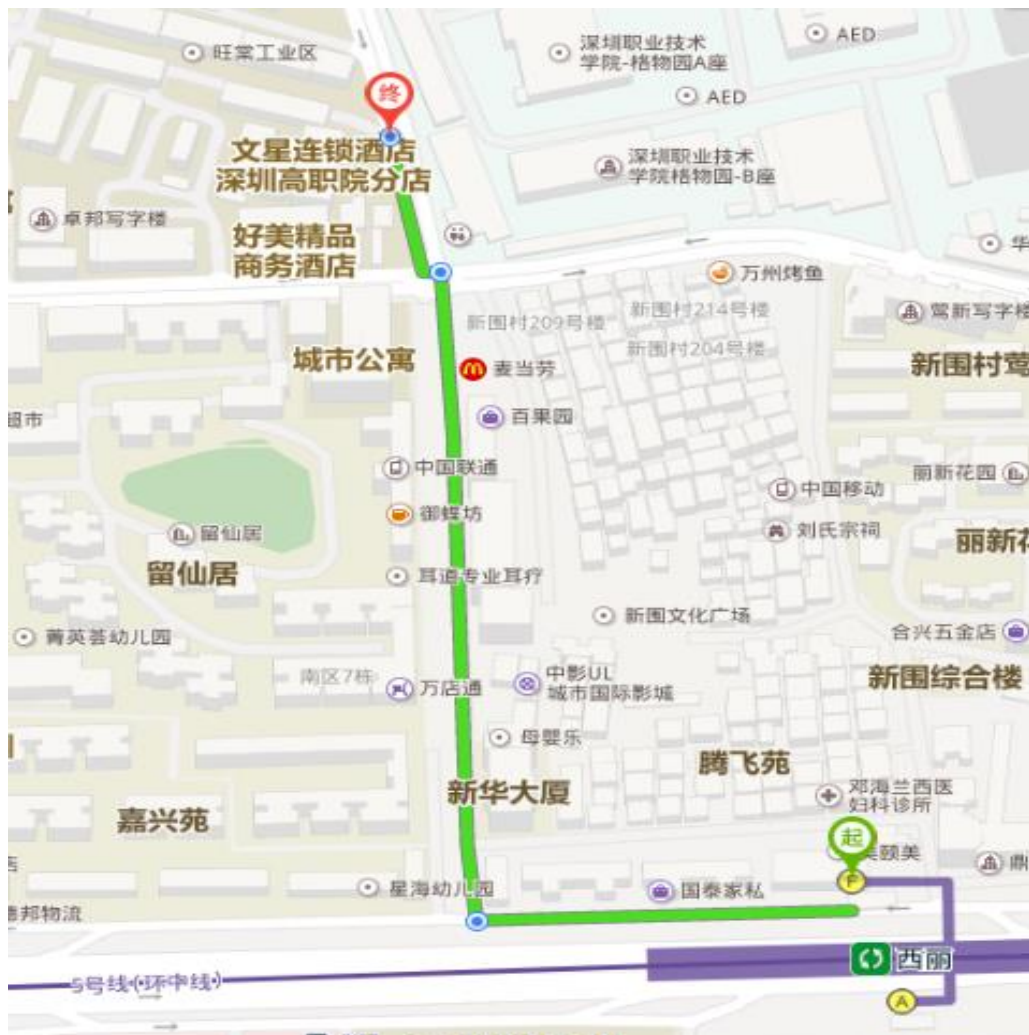 AED
深圳职业技术
学院-格物园A座
旺棠工业区
终
AED
文星连锁酒店
深圳高职院分店
深圳职业技术
学院格物园-B座
卓邦写字楼
好美精品
商务酒店
华
万州烤鱼
新围村209号楼
新围村214号楼
莺新写字楼
新围村204号楼
城市公寓
麦当劳
新围村莺
超市
百果园
中国联通
丽新花园
中国移动
御蝶坊
留仙居
刘氏宗祠
丽新花
留仙居
耳道专业耳疗
新围文化广场
菁英荟幼儿园
合兴五金店
南区7栋
万店通
中影UL
城市国际影城
新围综合楼
母婴乐
腾飞苑
新华大厦
嘉兴苑
邓海兰西医
妇科诊所
起
颐美
店
鼎
星海幼儿园
国泰家私
F
德邦物流
西丽
5号线(环中线)
A